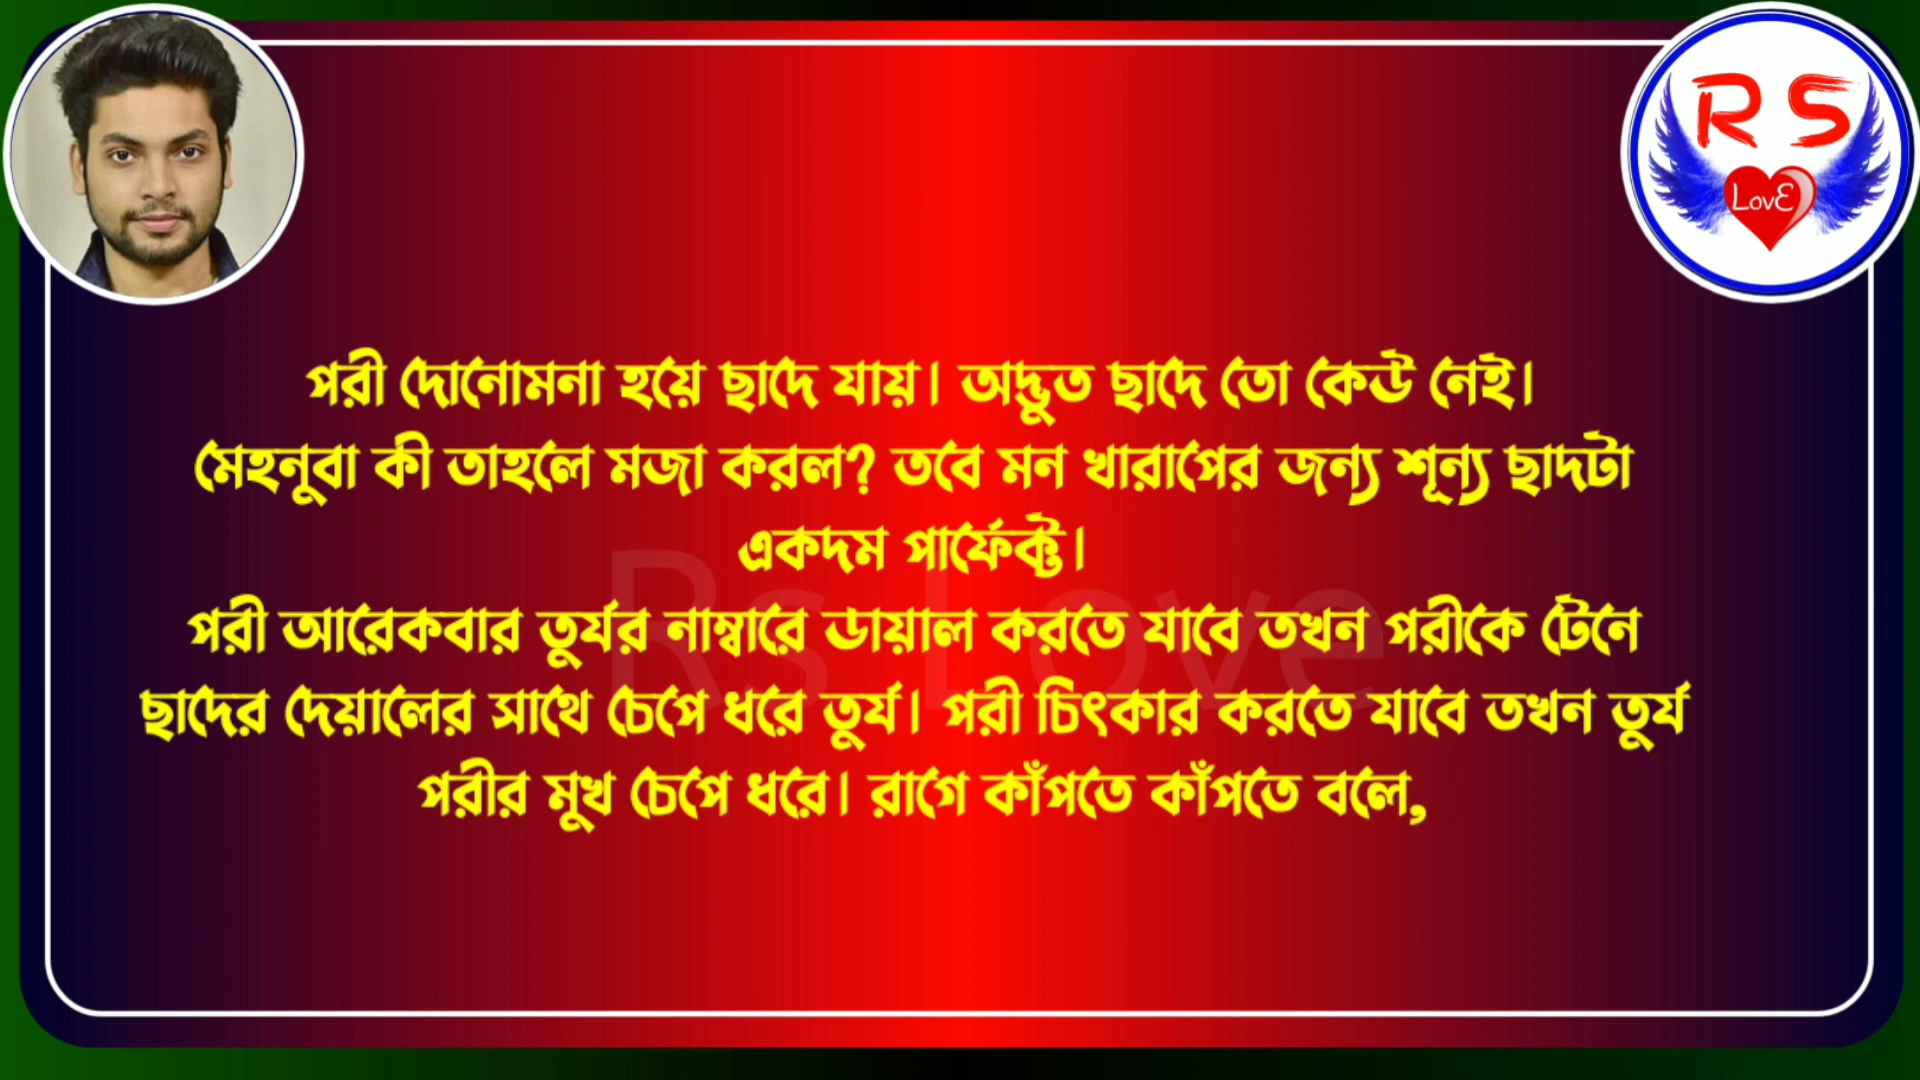 R S
LovE
পরী দোনোমনা হয়ে ছাদে যায়। অদ্ভুত ছাদে তো কেউ নেই।
মেহনুবা কী তাহলে মজা করল? তবে মন খারাপের জন্য শূন্য ছাদটা
একদম পার্ফেক্ট।
পরী আরেকবার তুর্যর নাম্বারে ডায়াল করতে যাবে তখন পরীকে টেনে
ছাদের দেয়ালের সাথে চেপে ধরে তুর্য। পরী চিৎকার করতে যাবে তখন তুর্য
পরীর মুখ চেপে ধরে। রাগে কাঁপতে কাঁপতে বলে,
Rs Love